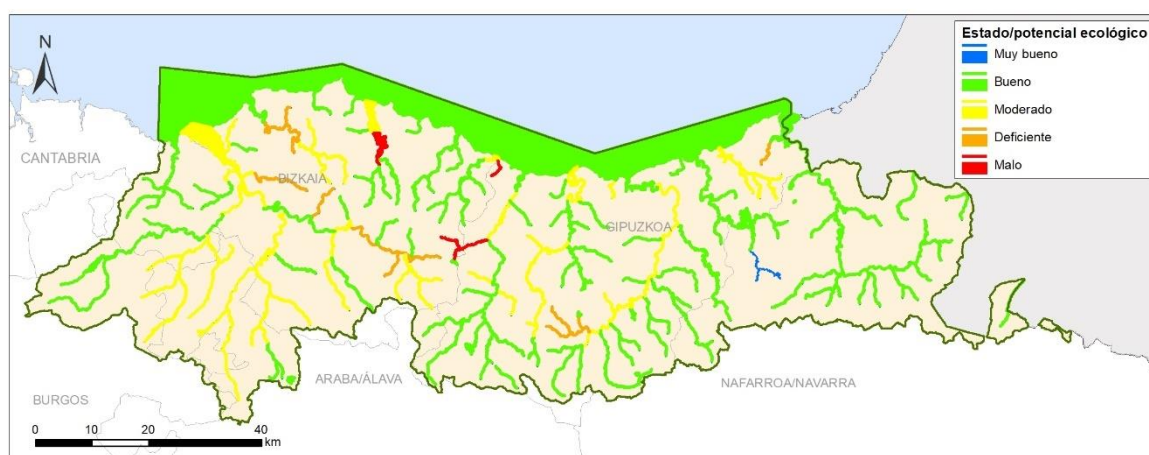 N
Estado/potencial ecológico
Muy bueno
Bueno
Moderado
Deficiente
Malo
CANTABRIA
BIZKAIA
GIPUZKOA
ARABA/ÁLAVA
NAFARROA/NAVARRA
BURGOS
0 10 20 40
km